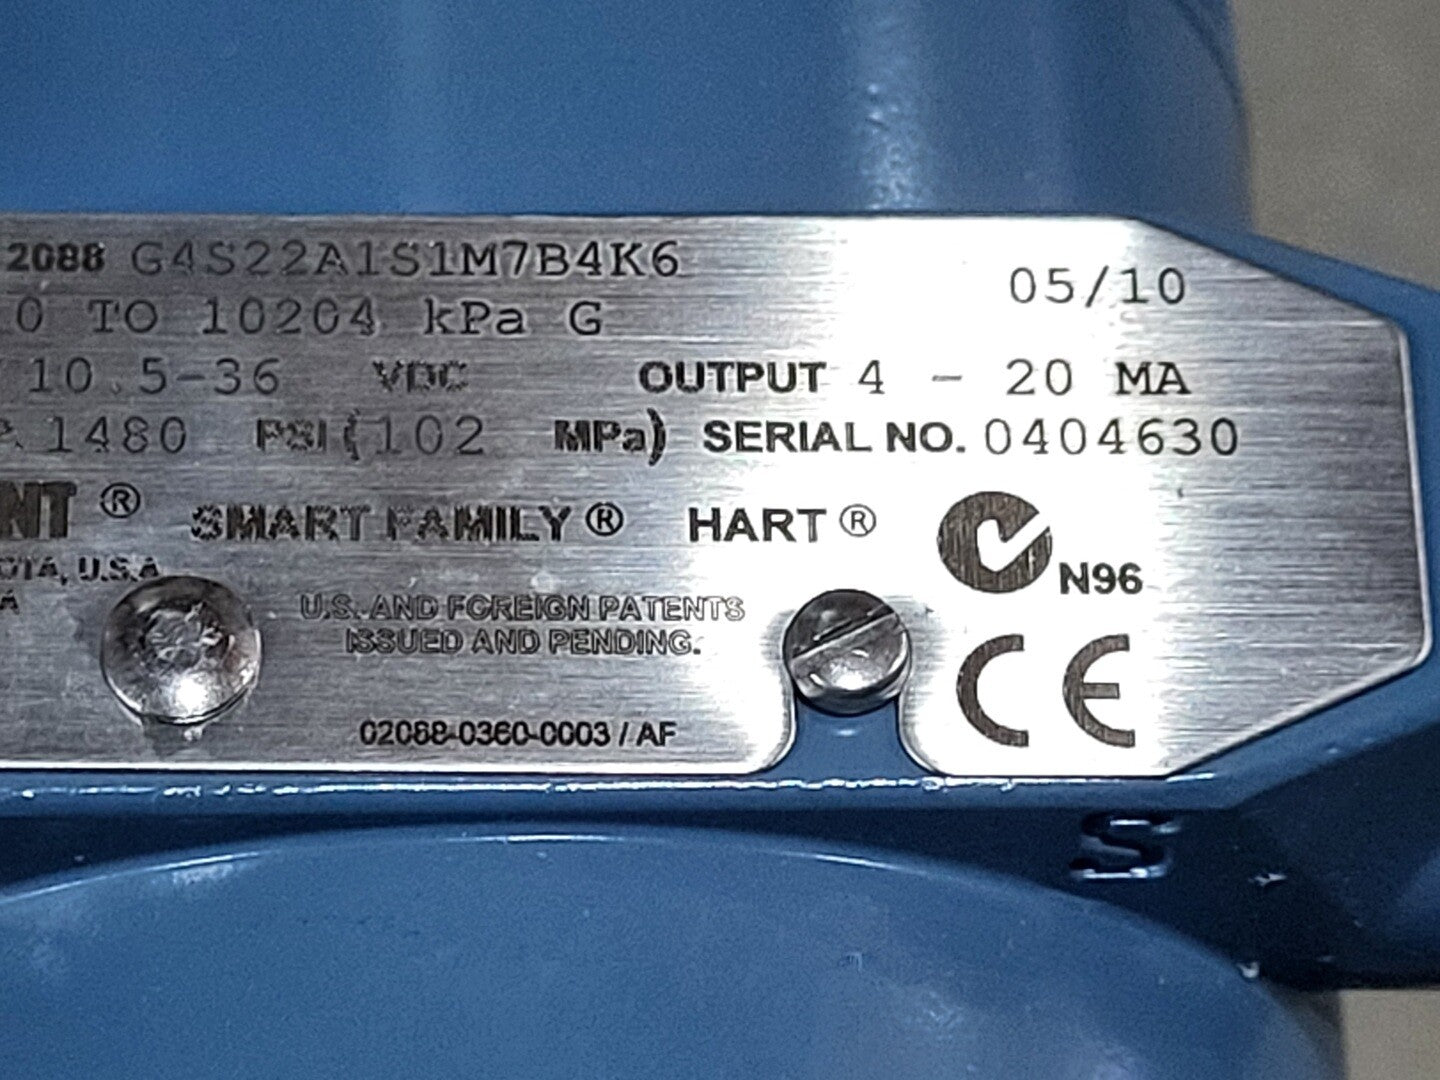 2088 G4S22A1S1M7B4K6
05/10
0 TO 10204 kPa G
10.5-36 VDC OUTPUT 4 - 20 MA
1480 PSI (102 MPa) SERIAL NO. 0404630
NT ® SMART FAMILY ® HART ®
N96
OTA, U.S.A
U.S. AND FOREIGN PATENTS
ISSUED AND PENDING.
CE
02088-0360-0003 / AF
S